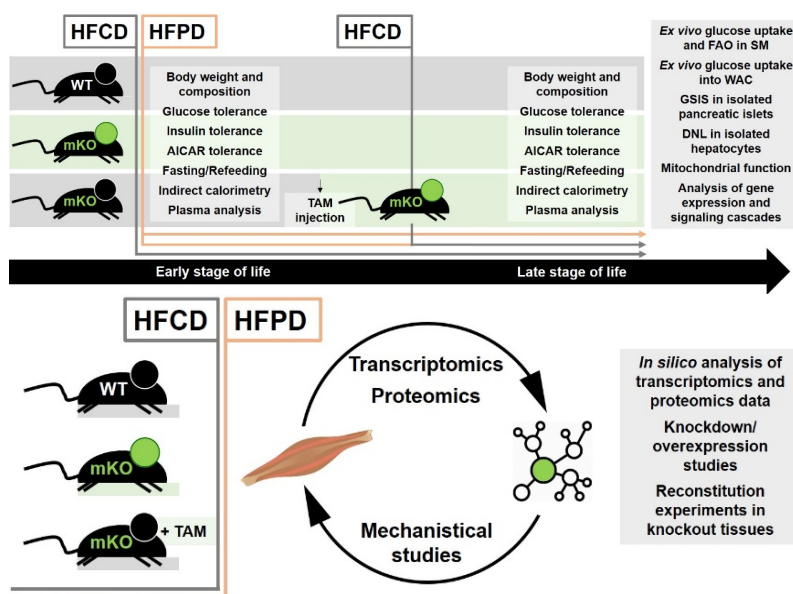 HFCD
HFPD
HFCD
WT
mKO
mKO
Body weight and
composition
Glucose tolerance
Insulin tolerance
AICAR tolerance
Fasting/Refeeding
Indirect calorimetry
Plasma analysis
TAM
injection
mKO
Body weight and
composition
Glucose tolerance
Insulin tolerance
AICAR tolerance
Fasting/Refeeding
Indirect calorimetry
Plasma analysis
Ex vivo glucose uptake
and FAO in SM
Ex vivo glucose uptake
into WAC
GSIS in isolated
pancreatic islets
DNL in isolated
hepatocytes
Mitochondrial function
Analysis of gene
expression and
signaling cascades
Early stage of life
Late stage of life
HFCD
HFPD
WT
mKO
mKO
+ TAM
Transcriptomics
Proteomics
Mechanistical
studies
In silico analysis of
transcriptomics and
proteomics data
Knockdown/
overexpression
studies
Reconstitution
experiments in
knockout tissues